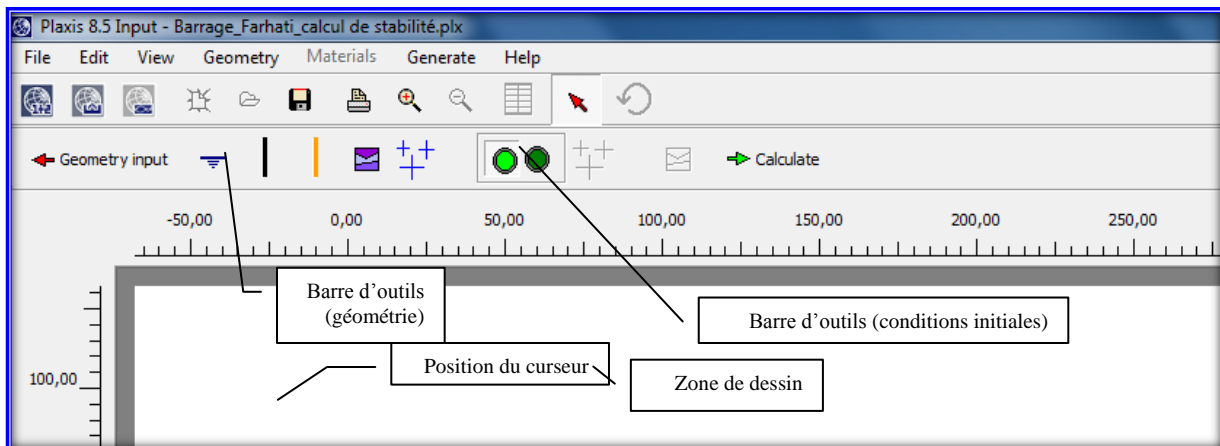 Plaxis 8.5 Input - Barrage_Farhati_calcul de stabilité.plx
File Edit View Geometry Materials Generate Help
Geometry input Calculate
-50,00 0,00 50,00 100,00 150,00 200,00 250,00
Barre d'outils
(géométrie)
Barre d'outils (conditions initiales)
Position du curseur
Zone de dessin
100,00